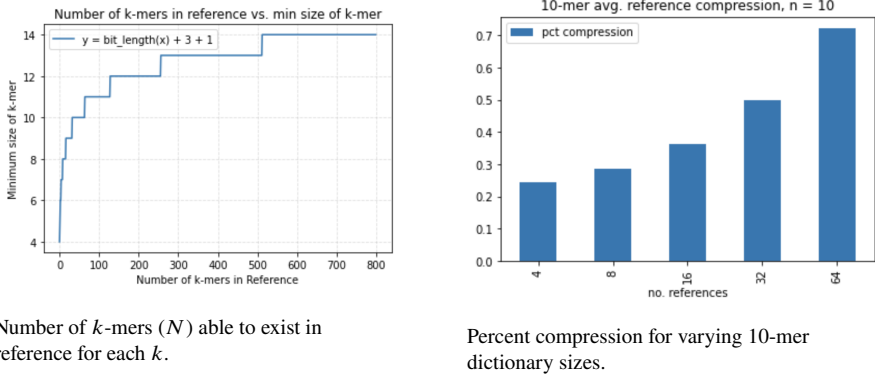 Number of k-mers in reference vs. min size of k-mer
y = bit_length(x) + 3 + 1
14
12
10
8
6
4
Minimum size of k-mer
0 100 200 300 400 500 600 700 800
Number of k-mers in Reference
Number of k-mers (N) able to exist in
reference for each k.
10-mer avg. reference compression, n = 10
pct compression
0.7
0.6
0.5
0.4
0.3
0.2
0.1
0.0
4 8 16 32 64
no. references
Percent compression for varying 10-mer
dictionary sizes.